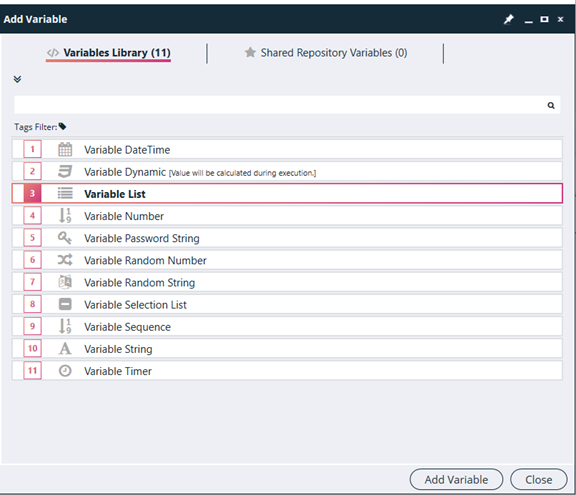 Add Variable
Variables Library (11)
Shared Repository Variables (0)
Tags Filter:
1 Variable DateTime
2 Variable Dynamic [Value will be calculated during execution.]
3 Variable List
4 Variable Number
5 Variable Password String
6 Variable Random Number
7 Variable Random String
8 Variable Selection List
9 Variable Sequence
10 Variable String
11 Variable Timer
Add Variable
Close